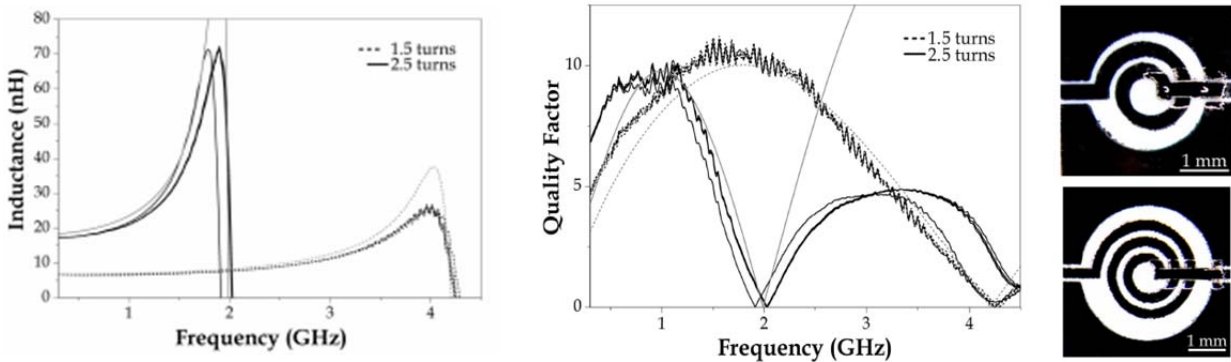 80
70
60
50
40
30
20
10
0
Inductance (nH)
1.5 turns
2.5 turns
1
2
3
4
Frequency (GHz)
10
5
0
Quality Factor
1.5 turns
2.5 turns
1
2
3
4
Frequency (GHz)
1 mm
1 mm